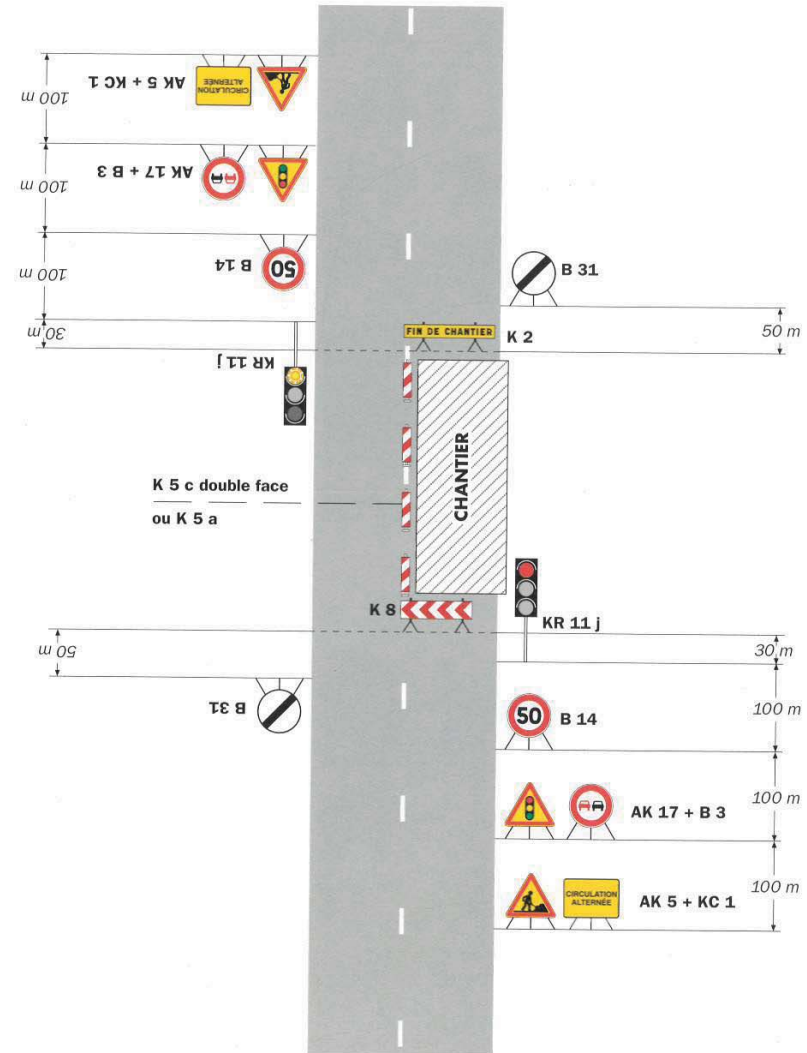 AK 5 + KC 1
CIRCULATION
ALTERNÉE
100 m
AK 17 + B 3
100 m
B 14
50
100 m
30 m
KR 11 j
B 31
50 m
FIN DE CHANTIER
K 2
K 5 c double face
ou K 5 a
CHANTIER
K 8
KR 11 j
50 m
B 31
30 m
50
B 14
100 m
AK 17 + B 3
100 m
CIRCULATION
ALTERNÉE
AK 5 + KC 1
100 m